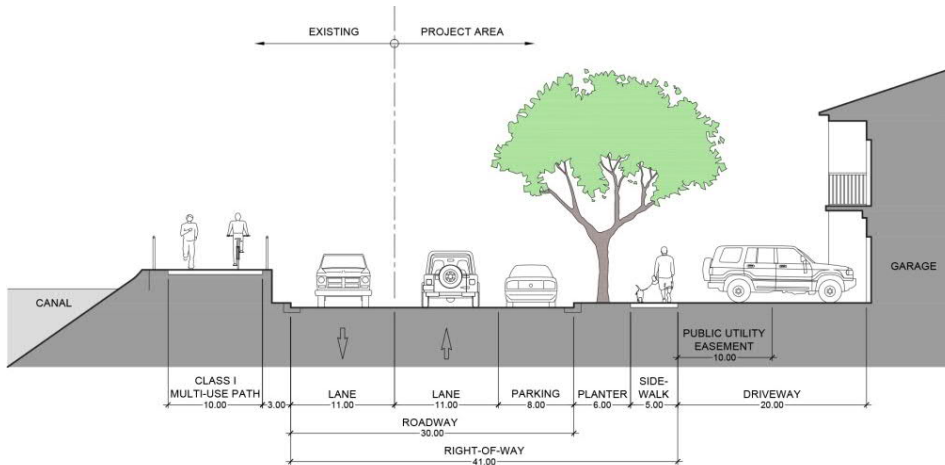 EXISTING
PROJECT AREA
CANAL
GARAGE
PUBLIC UTILITY
EASEMENT
10.00
CLASS I
MULTI-USE PATH
10.00
3.00
LANE
11.00
LANE
11.00
PARKING
8.00
PLANTER
6.00
SIDE-
WALK
5.00
DRIVEWAY
20.00
ROADWAY
30.00
RIGHT-OF-WAY
41.00